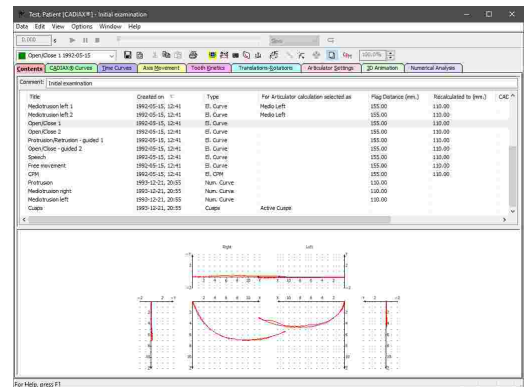 Test, Patient [CADIAX®] - Initial examination
Data Edit View Options Window Help
0.000
Open/Close 1 1992-05-15
100.0%
Contents CADIAX® Curves Time Curves Axis Movement Tooth Kinetics Translations-Rotations Articulator Settings 3D Animation Numerical Analysis
Comment: Initial examination
Title Created on Type For Articulator calculation selected as Flag Distance (mm.) Recalculated to (mm.) CADI
Mediotrusion left 1 1992-05-15, 12:41 El. Curve Medio Left 155.00 110.00
Mediotrusion left 2 1992-05-15, 12:41 El. Curve Medio Left 155.00 110.00
Open/Close 1 1992-05-15, 12:41 El. Curve 155.00 110.00
Open/Close 2 1992-05-15, 12:41 El. Curve 155.00 110.00
Protrusion/Retrusion - guided 1 1992-05-15, 12:41 El. Curve 155.00 110.00
Open/Close - guided 2 1992-05-15, 12:41 El. Curve 155.00 110.00
Speech 1992-05-15, 12:41 El. Curve 155.00 110.00
Free movement 1992-05-15, 12:41 El. Curve 155.00 110.00
CPM 1992-05-15, 12:41 El. CPM 155.00 110.00
Protrusion 1993-12-21, 20:55 Num. Curve 110.00
Mediotrusion right 1993-12-21, 20:55 Num. Curve 110.00
Mediotrusion left 1993-12-21, 20:55 Num. Curve 110.00
Cusps 1993-12-21, 20:55 Cusps Active Cusps
Right Left
For Help, press F1